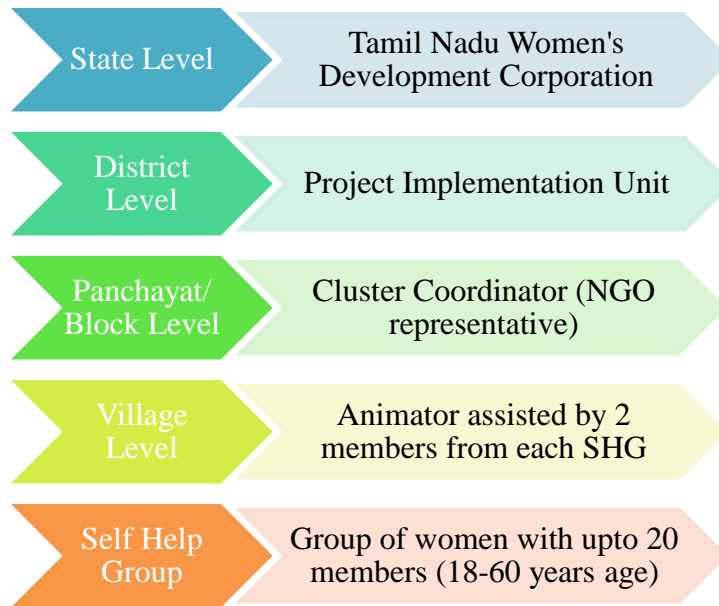 State Level
Tamil Nadu Women's
Development Corporation
District
Level
Project Implementation Unit
Panchayat/
Block Level
Cluster Coordinator (NGO
representative)
Village
Level
Animator assisted by 2
members from each SHG
Self Help
Group
Group of women with upto 20
members (18-60 years age)